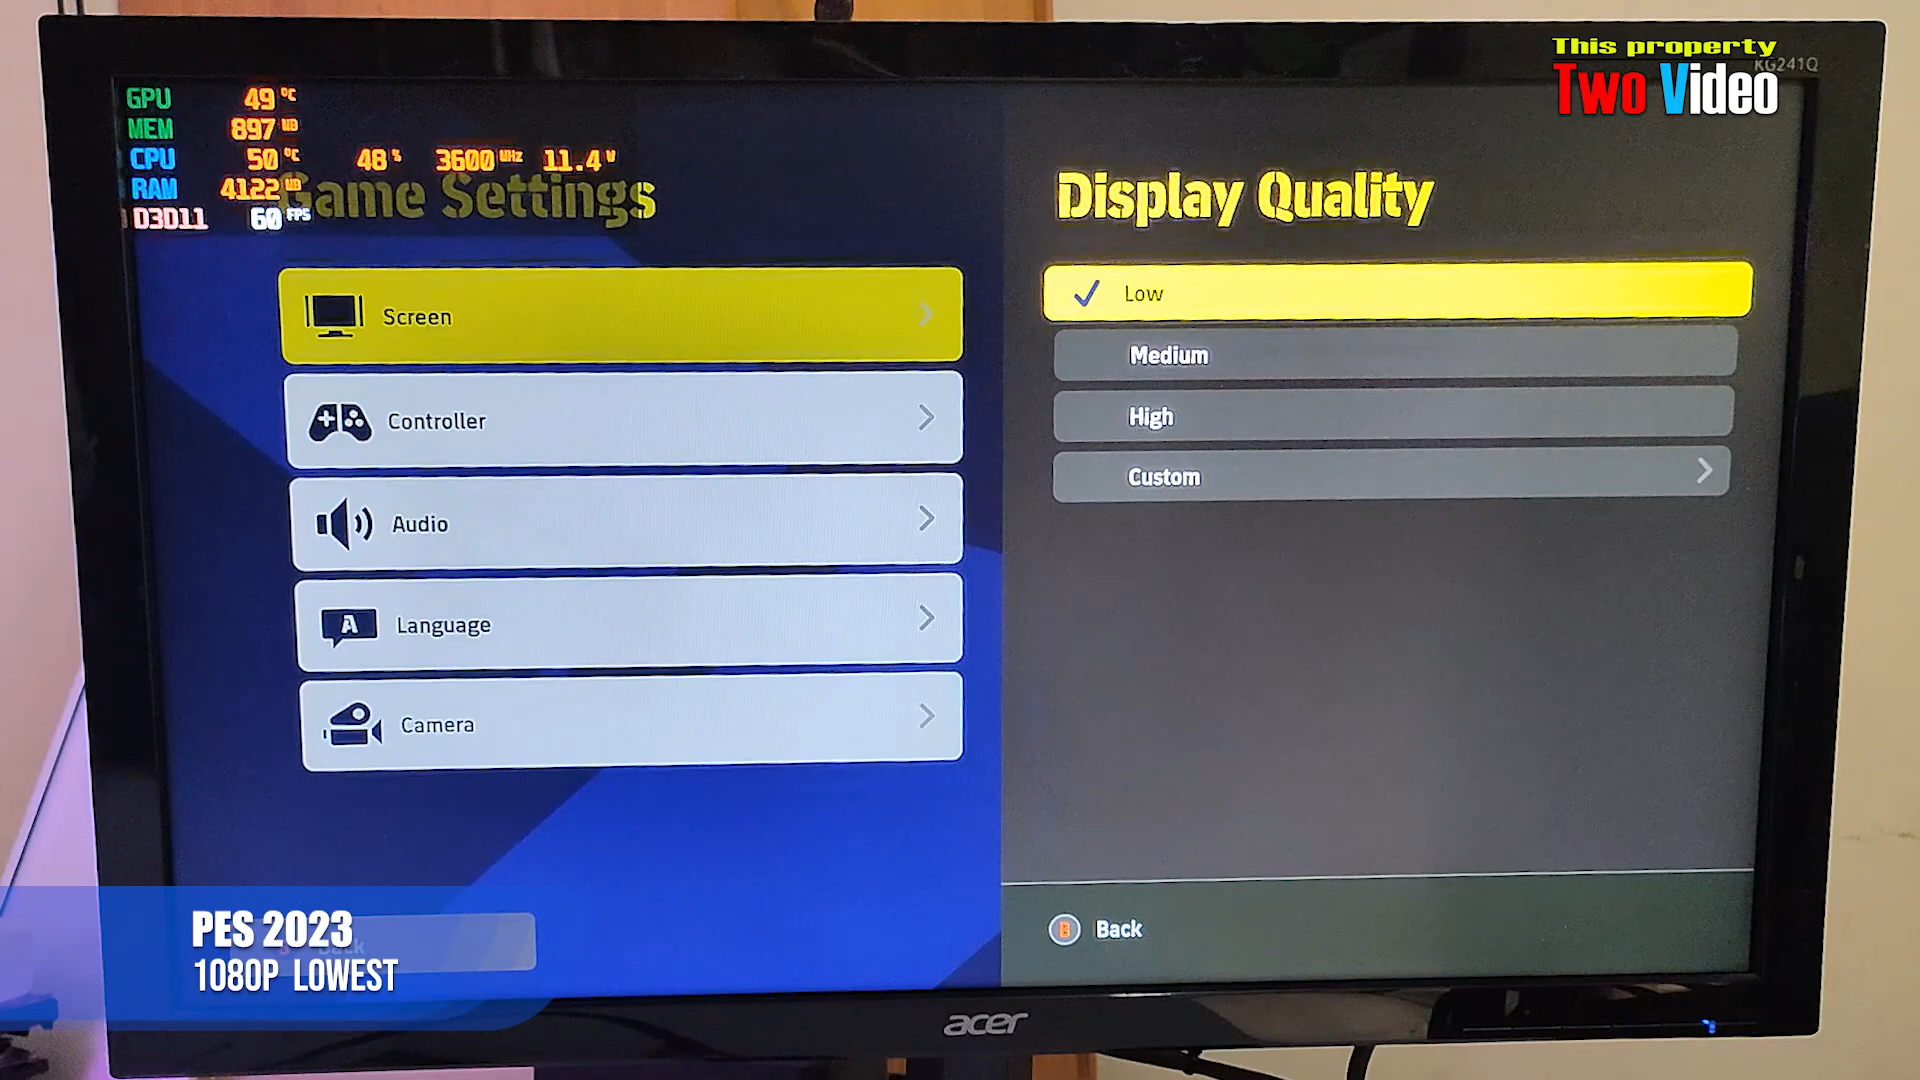 This property
KG241Q
Two Video
GPU 49 °C
MEM 897 MB
CPU 50 °C 48 % 3600 MHz 11.4 W
RAM 4122 MB
D3D11 60 FPS
Game Settings
Screen
Controller
Audio
Language
Camera
Display Quality
Low
Medium
High
Custom
B Back
Back
PES 2023
1080P LOWEST
acer